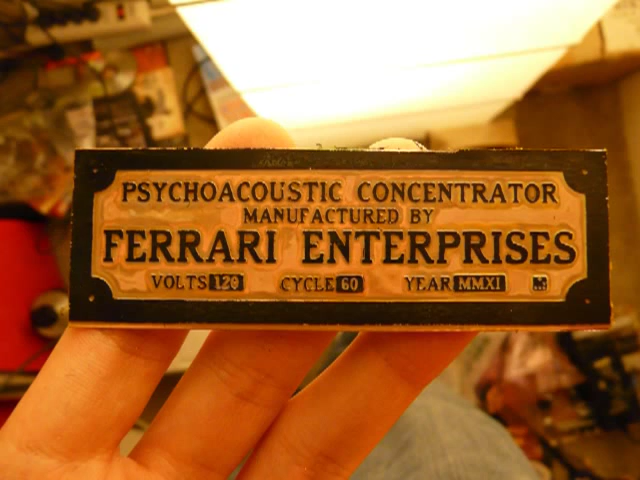 PSYCHOACOUSTIC CONCENTRATOR
MANUFACTURED BY
FERRARI ENTERPRISES
VOLTS 120 CYCLE 60 YEAR MMXI